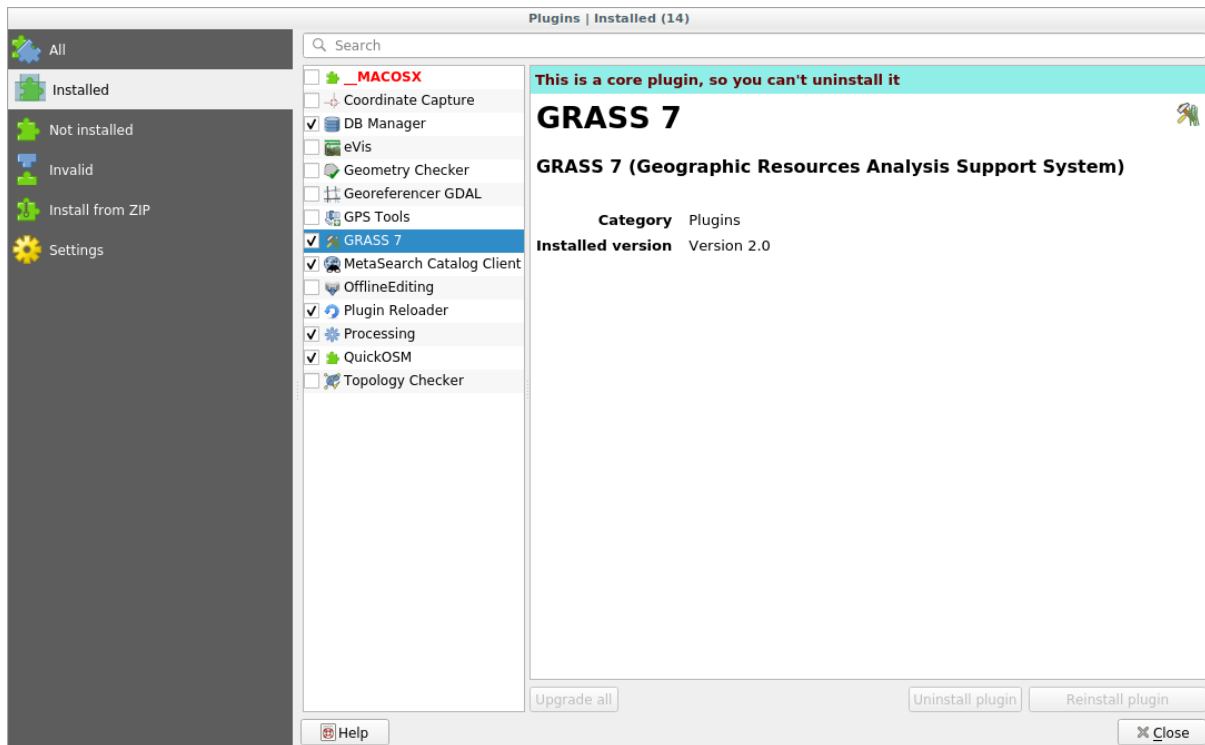 Plugins | Installed (14)
All
Installed
Not installed
Invalid
Install from ZIP
Settings
Search
__MACOSX
Coordinate Capture
DB Manager
eVis
Geometry Checker
Georeferencer GDAL
GPS Tools
GRASS 7
MetaSearch Catalog Client
OfflineEditing
Plugin Reloader
Processing
QuickOSM
Topology Checker
This is a core plugin, so you can't uninstall it
GRASS 7
GRASS 7 (Geographic Resources Analysis Support System)
Category Plugins
Installed version Version 2.0
Upgrade all
Uninstall plugin
Reinstall plugin
Help
Close